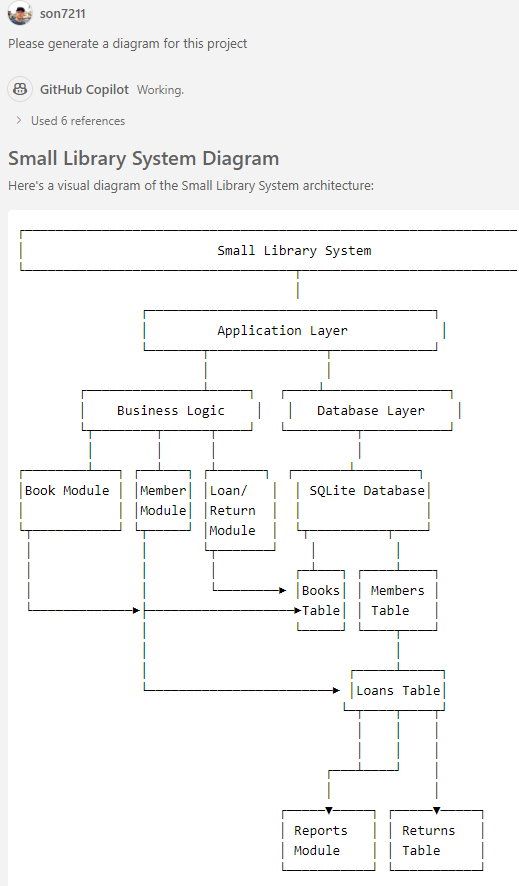 son7211
Please generate a diagram for this project
GitHub Copilot Working.
Used 6 references
Small Library System Diagram
Here's a visual diagram of the Small Library System architecture:
Small Library System
Application Layer
Business Logic
Database Layer
Book Module
Member
Module
Loan/
Return
Module
SQLite Database
Books
Table
Members
Table
Loans Table
Reports
Module
Returns
Table